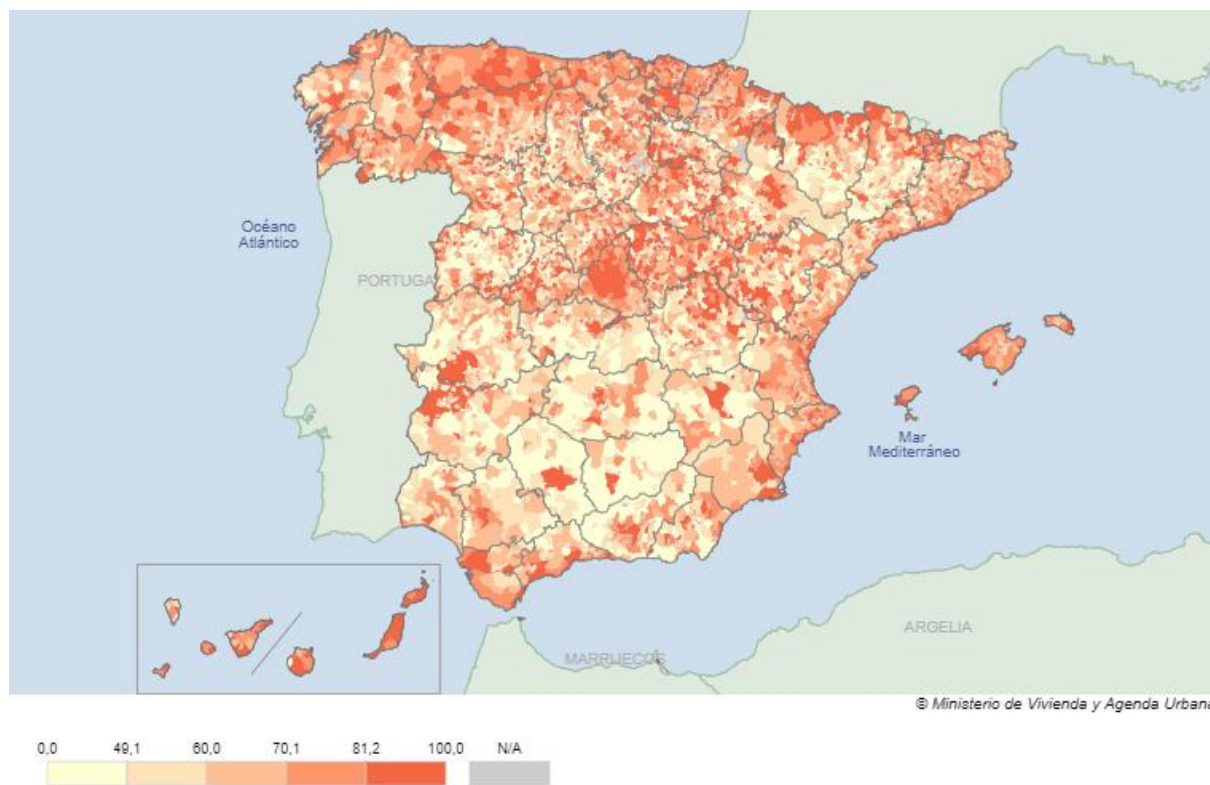 Océano
Atlántico
PORTUGA
Mar
Mediterráneo
ARGELIA
MARRUECOS
© Ministerio de Vivienda y Agenda Urbana
0,0 49,1 60,0 70,1 81,2 100,0 N/A